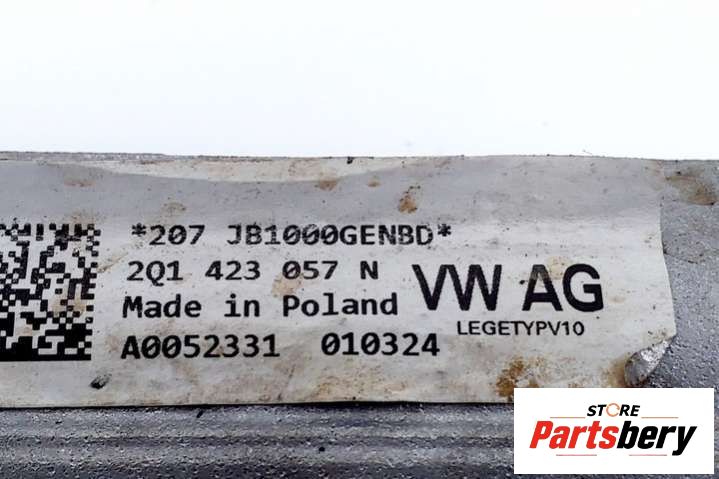 *207 JB1000GENBD*
2Q1 423 057 N
Made in Poland
VW AG
LEGETYPV10
A0052331 010324
STORE
Partsbery